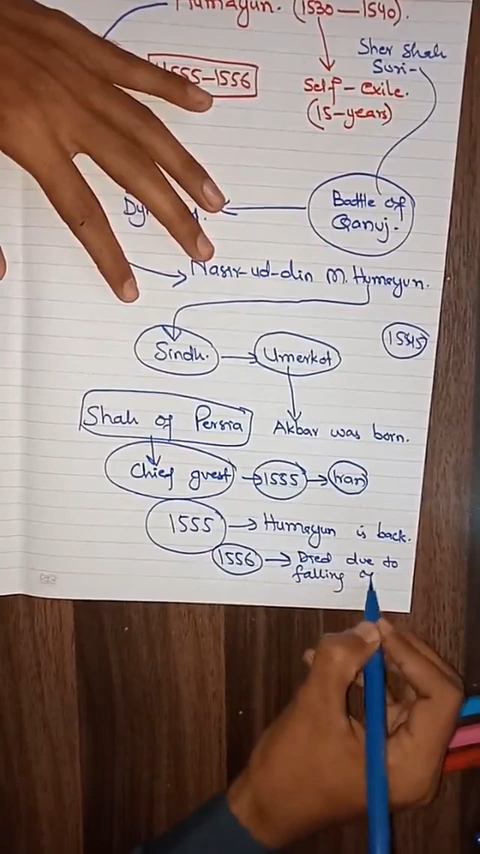 Humayun. (1530—1540).
Sher Shah
Suri-
1555-1556
Self-exile.
(15-years)
Battle of
Qanuj.
Nasir-ud-din M. Humayun.
1545
Sindh. → Umerkot
Shah of Persia
Akbar was born.
Chief guest → 1555 → Iran
1555 → Humayun is back.
1556 → Died due to
falling